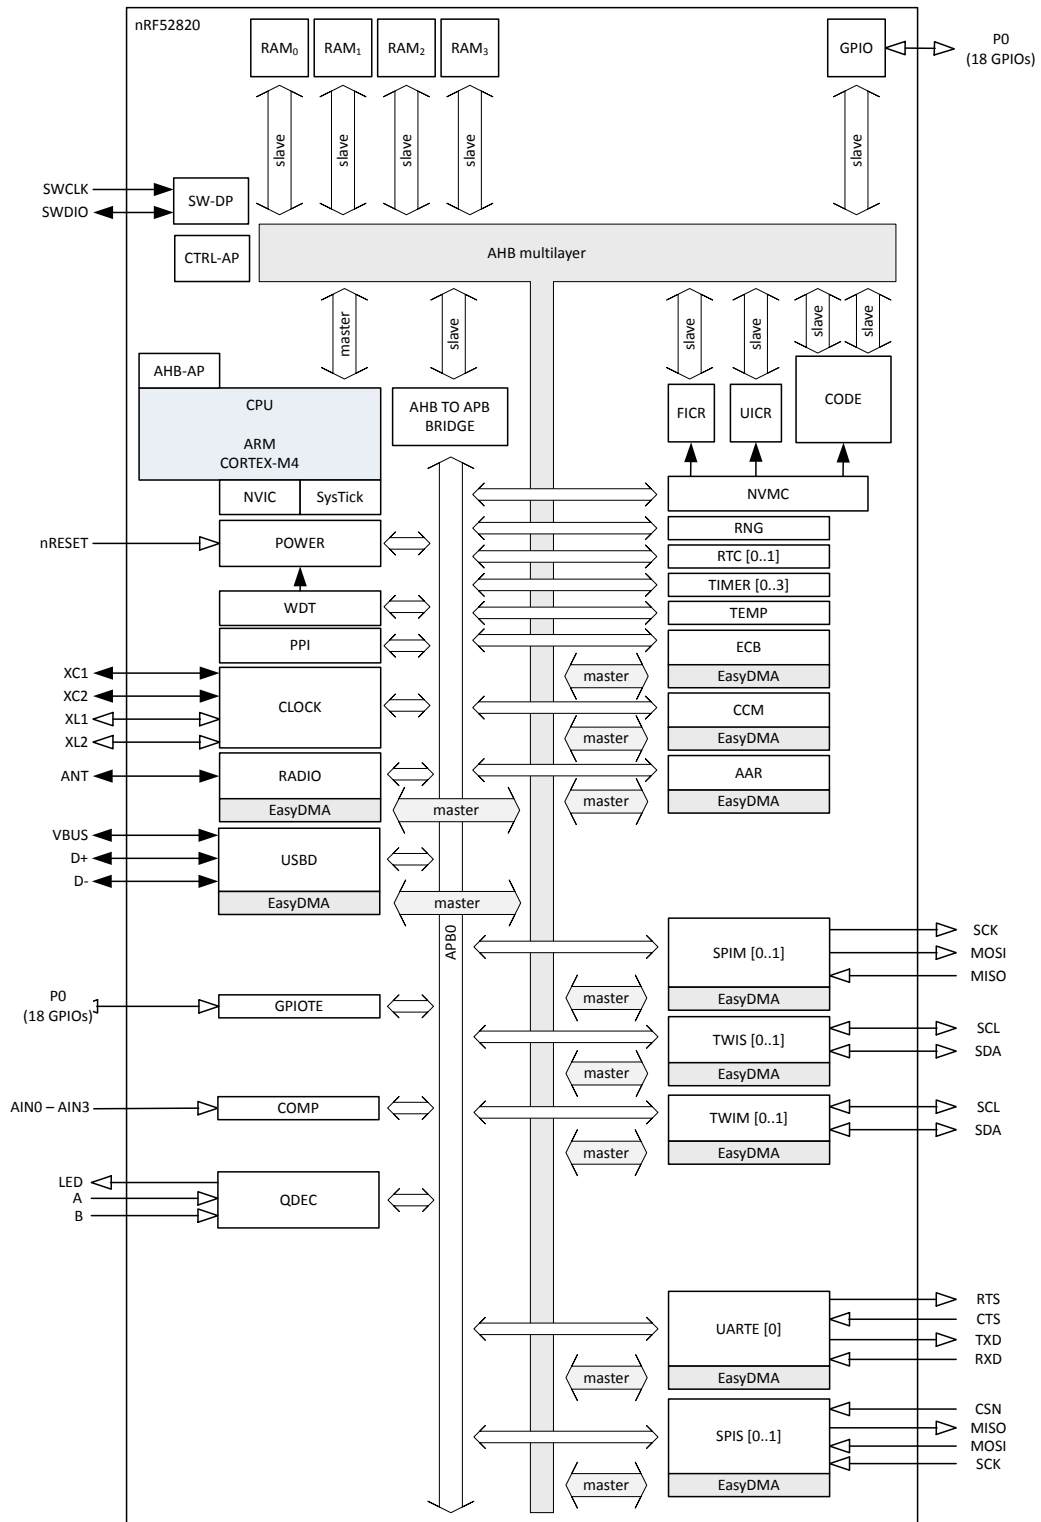 nRF52820
RAM₀
RAM₁
RAM₂
RAM₃
GPIO
P0
(18 GPIOs)
slave
slave
slave
slave
slave
SWCLK
SWDIO
SW-DP
CTRL-AP
AHB multilayer
master
slave
slave
slave
slave
slave
AHB-AP
CPU
ARM
CORTEX-M4
NVIC
SysTick
AHB TO APB
BRIDGE
FICR
UICR
CODE
NVMC
nRESET
POWER
RNG
RTC [0..1]
TIMER [0..3]
WDT
TEMP
PPI
ECB
EasyDMA
master
XC1
XC2
XL1
XL2
CLOCK
CCM
EasyDMA
master
ANT
RADIO
EasyDMA
master
AAR
EasyDMA
master
VBUS
D+
D-
USBD
EasyDMA
master
APB0
SPIM [0..1]
EasyDMA
master
SCK
MOSI
MISO
P0
(18 GPIOs)
GPIOTE
TWIS [0..1]
EasyDMA
master
SCL
SDA
AIN0 – AIN3
COMP
TWIM [0..1]
EasyDMA
master
SCL
SDA
LED
A
B
QDEC
UARTE [0]
EasyDMA
master
RTS
CTS
TXD
RXD
SPIS [0..1]
EasyDMA
master
CSN
MISO
MOSI
SCK